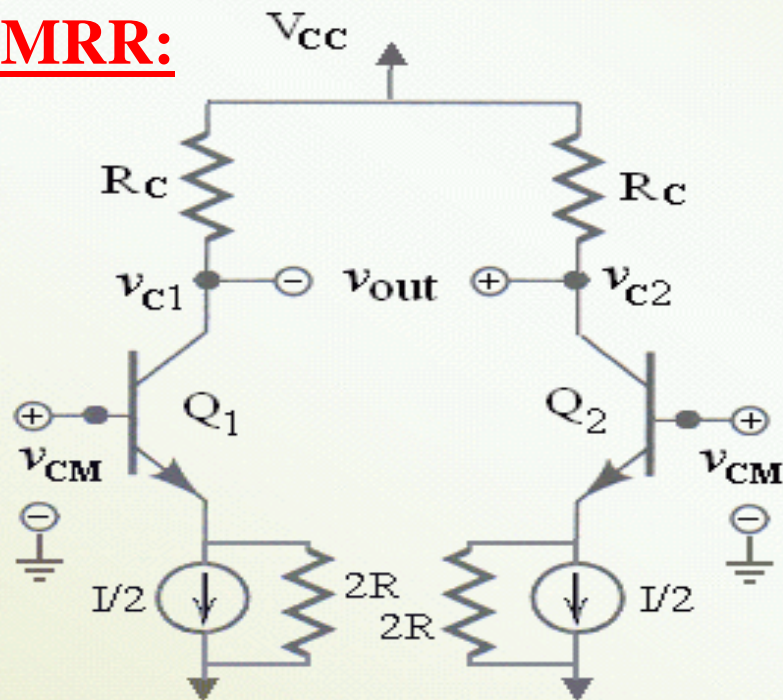 MRR:
VCC
RC RC
vC1 − vout + vC2
Q1 Q2
+ +
vCM vCM
− −
I/2 2R 2R I/2